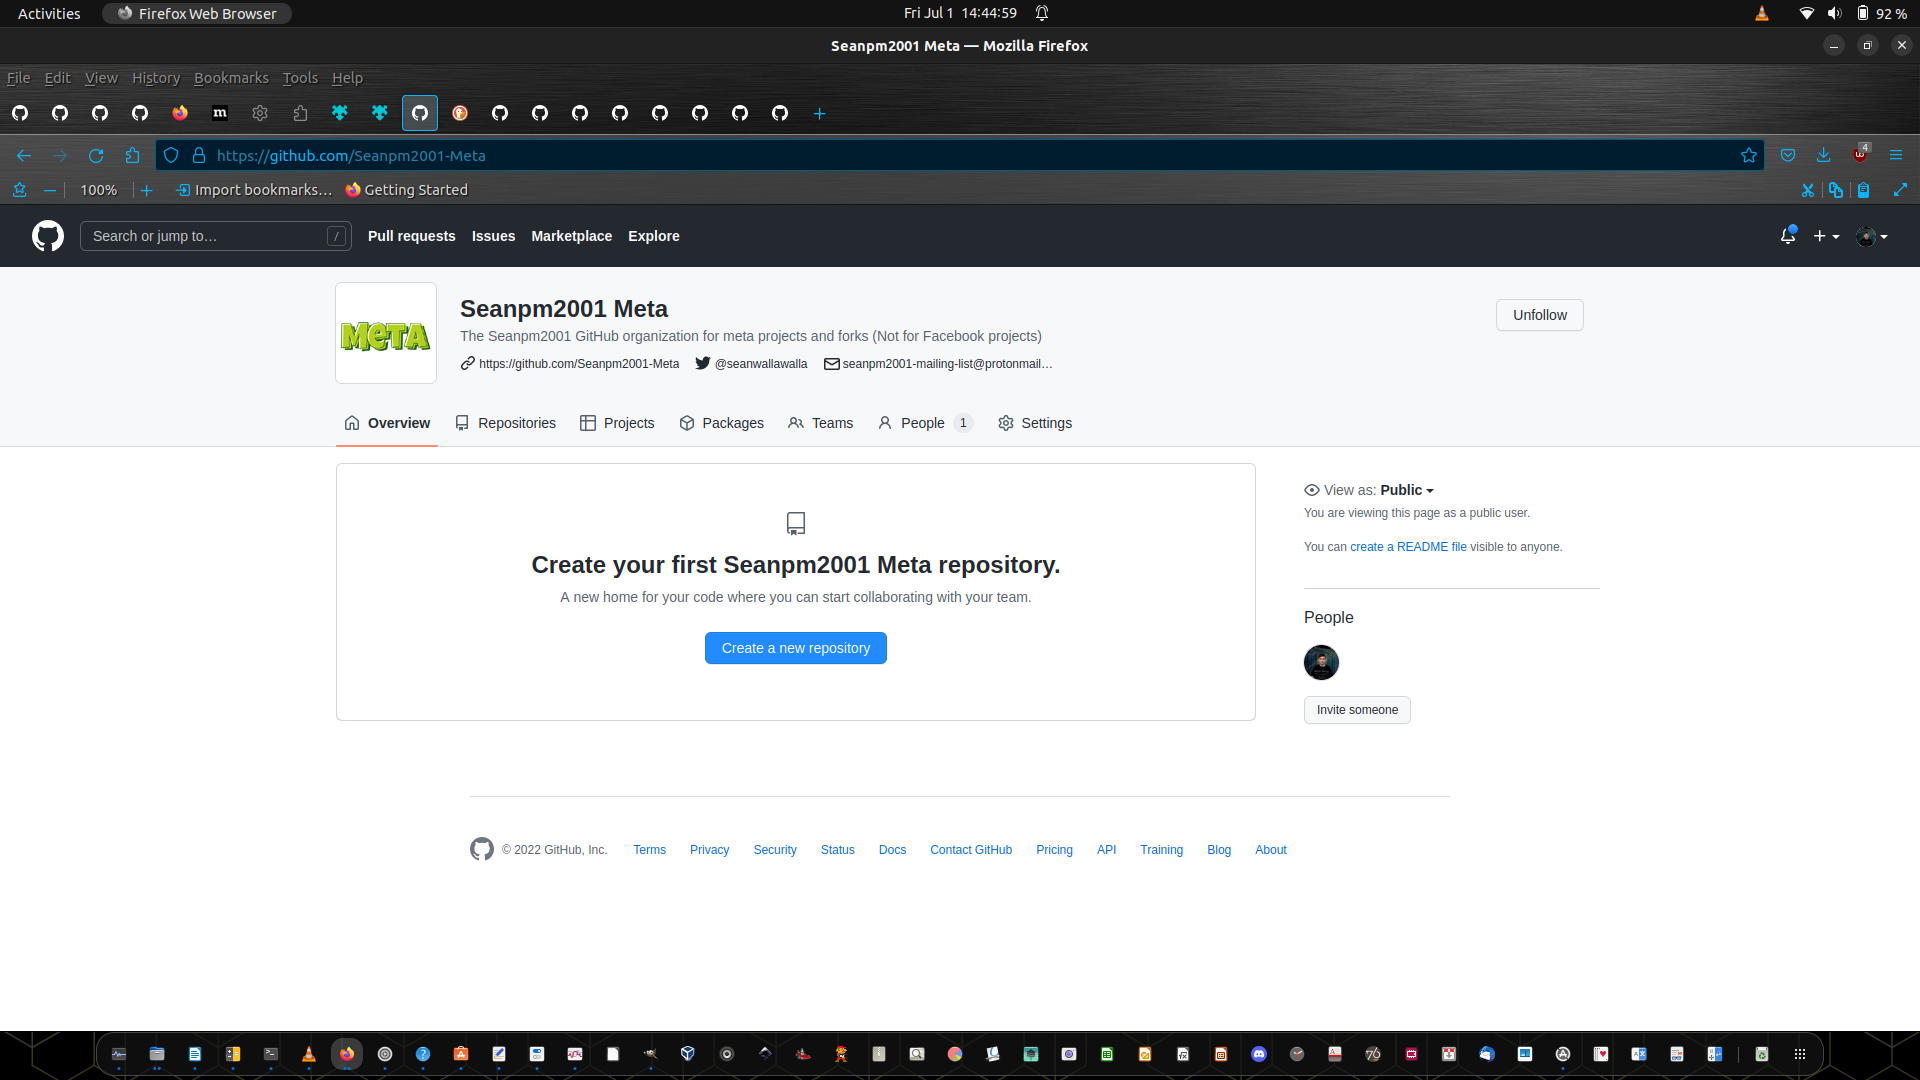 Activities
Firefox Web Browser
Fri Jul 1 14:44:59
92 %
Seanpm2001 Meta — Mozilla Firefox
File Edit View History Bookmarks Tools Help
m
https://github.com/Seanpm2001-Meta
4
100%
Import bookmarks…
Getting Started
Search or jump to…
/
Pull requests
Issues
Marketplace
Explore
META
Seanpm2001 Meta
Unfollow
The Seanpm2001 GitHub organization for meta projects and forks (Not for Facebook projects)
https://github.com/Seanpm2001-Meta
@seanwallawalla
seanpm2001-mailing-list@protonmail…
Overview
Repositories
Projects
Packages
Teams
People 1
Settings
Create your first Seanpm2001 Meta repository.
A new home for your code where you can start collaborating with your team.
Create a new repository
View as: Public
You are viewing this page as a public user.
You can create a README file visible to anyone.
People
Invite someone
© 2022 GitHub, Inc.
Terms
Privacy
Security
Status
Docs
Contact GitHub
Pricing
API
Training
Blog
About